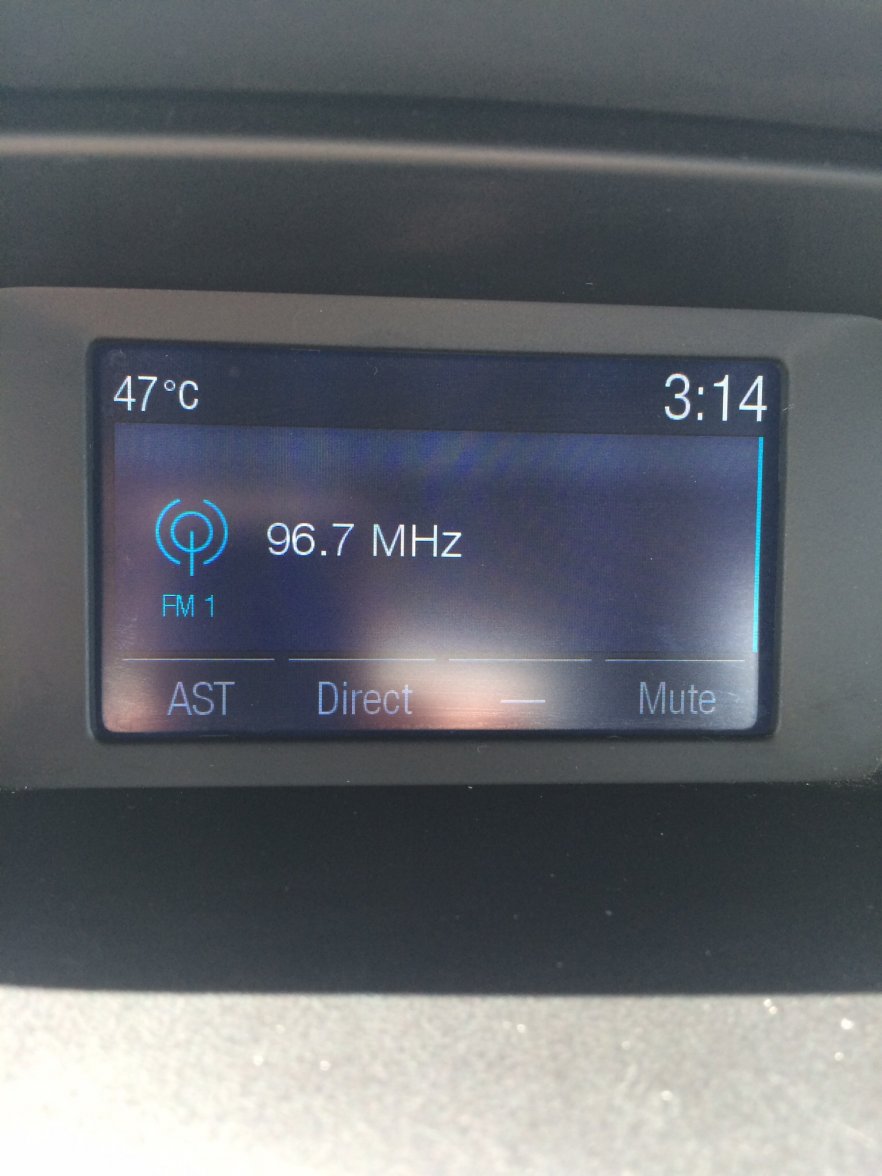 47°C 3:14
96.7 MHz
FM 1
AST Direct — Mute